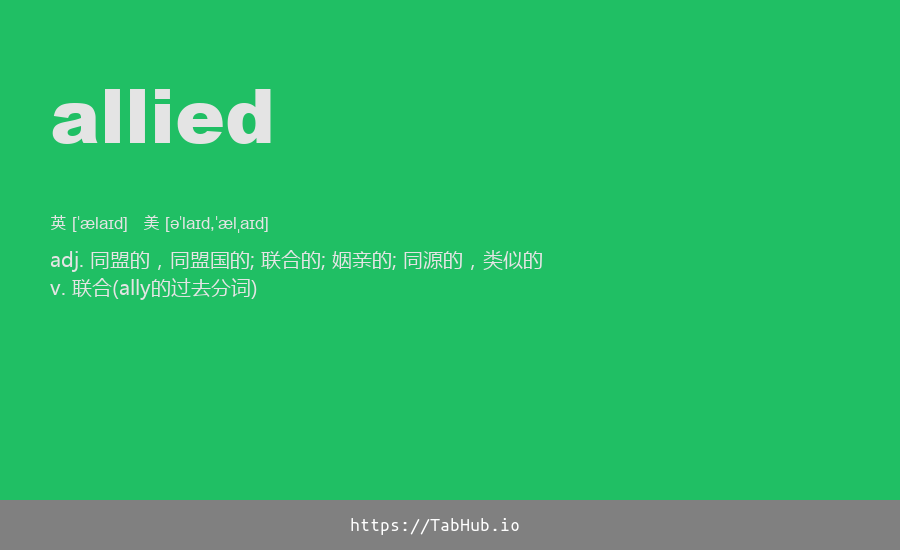 allied
英 [ˈælaɪd] 美 [əˈlaɪd,ˈælˌaɪd]
adj. 同盟的，同盟国的; 联合的; 姻亲的; 同源的，类似的
v. 联合(ally的过去分词)
https://TabHub.io